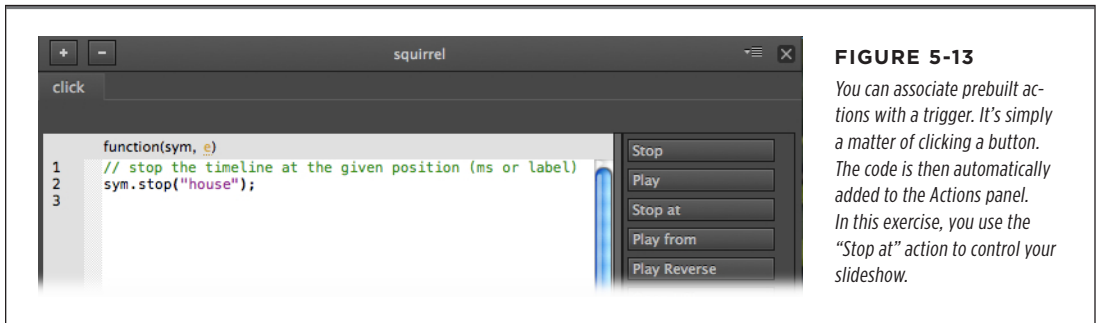 + - squirrel
click
function(sym, e)
1 // stop the timeline at the given position (ms or label)
2 sym.stop("house");
3
Stop
Play
Stop at
Play from
Play Reverse
FIGURE 5-13
You can associate prebuilt ac-
tions with a trigger. It's simply
a matter of clicking a button.
The code is then automatically
added to the Actions panel.
In this exercise, you use the
“Stop at” action to control your
slideshow.